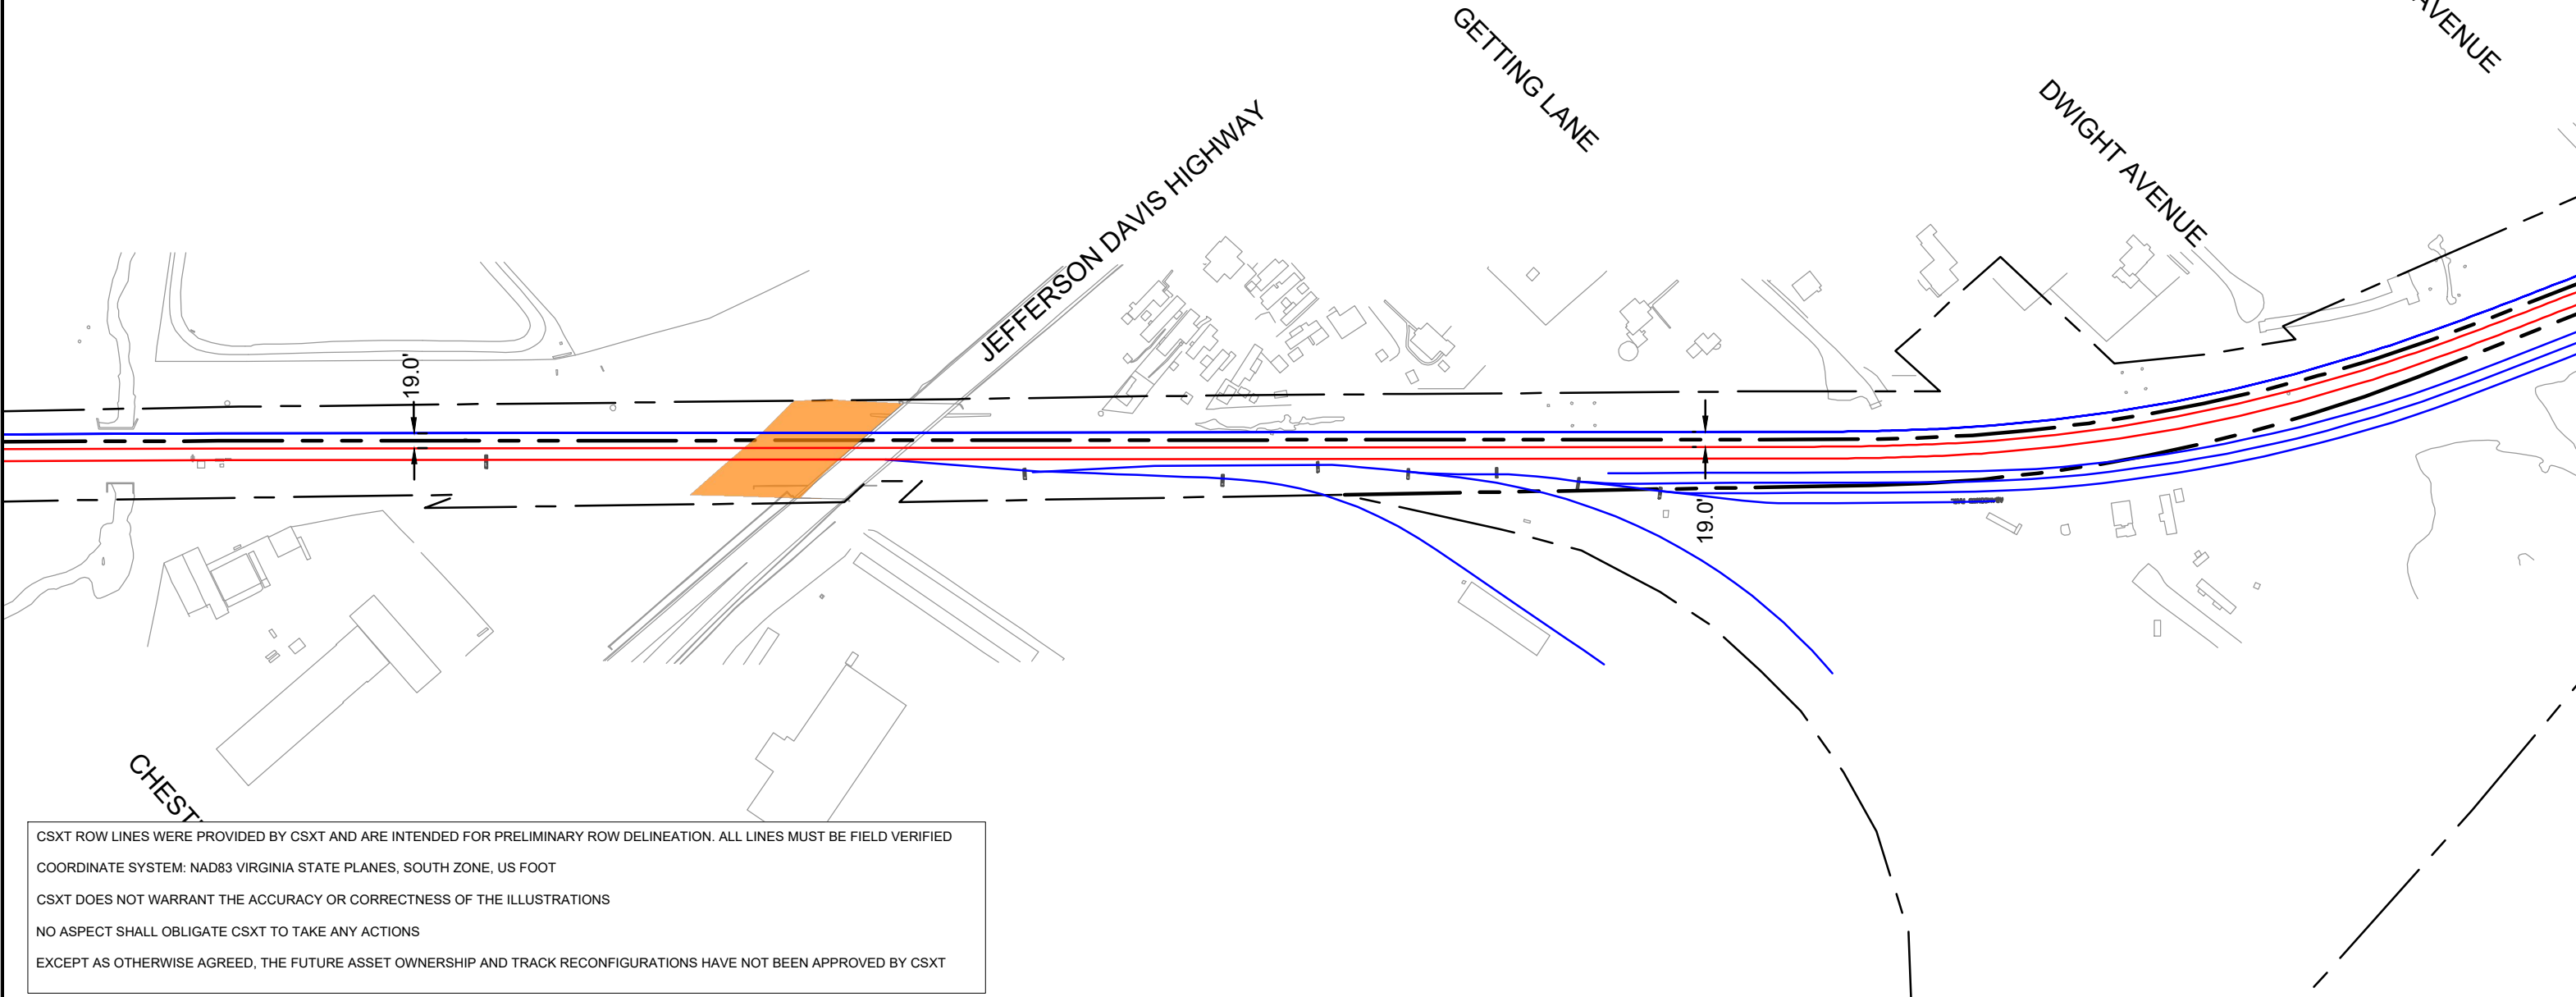 AVENUE
GETTING LANE
DWIGHT AVENUE
JEFFERSON DAVIS HIGHWAY
19.0'
19.0'
CHEST
CSXT ROW LINES WERE PROVIDED BY CSXT AND ARE INTENDED FOR PRELIMINARY ROW DELINEATION. ALL LINES MUST BE FIELD VERIFIED
COORDINATE SYSTEM: NAD83 VIRGINIA STATE PLANES, SOUTH ZONE, US FOOT
CSXT DOES NOT WARRANT THE ACCURACY OR CORRECTNESS OF THE ILLUSTRATIONS
NO ASPECT SHALL OBLIGATE CSXT TO TAKE ANY ACTIONS
EXCEPT AS OTHERWISE AGREED, THE FUTURE ASSET OWNERSHIP AND TRACK RECONFIGURATIONS HAVE NOT BEEN APPROVED BY CSXT